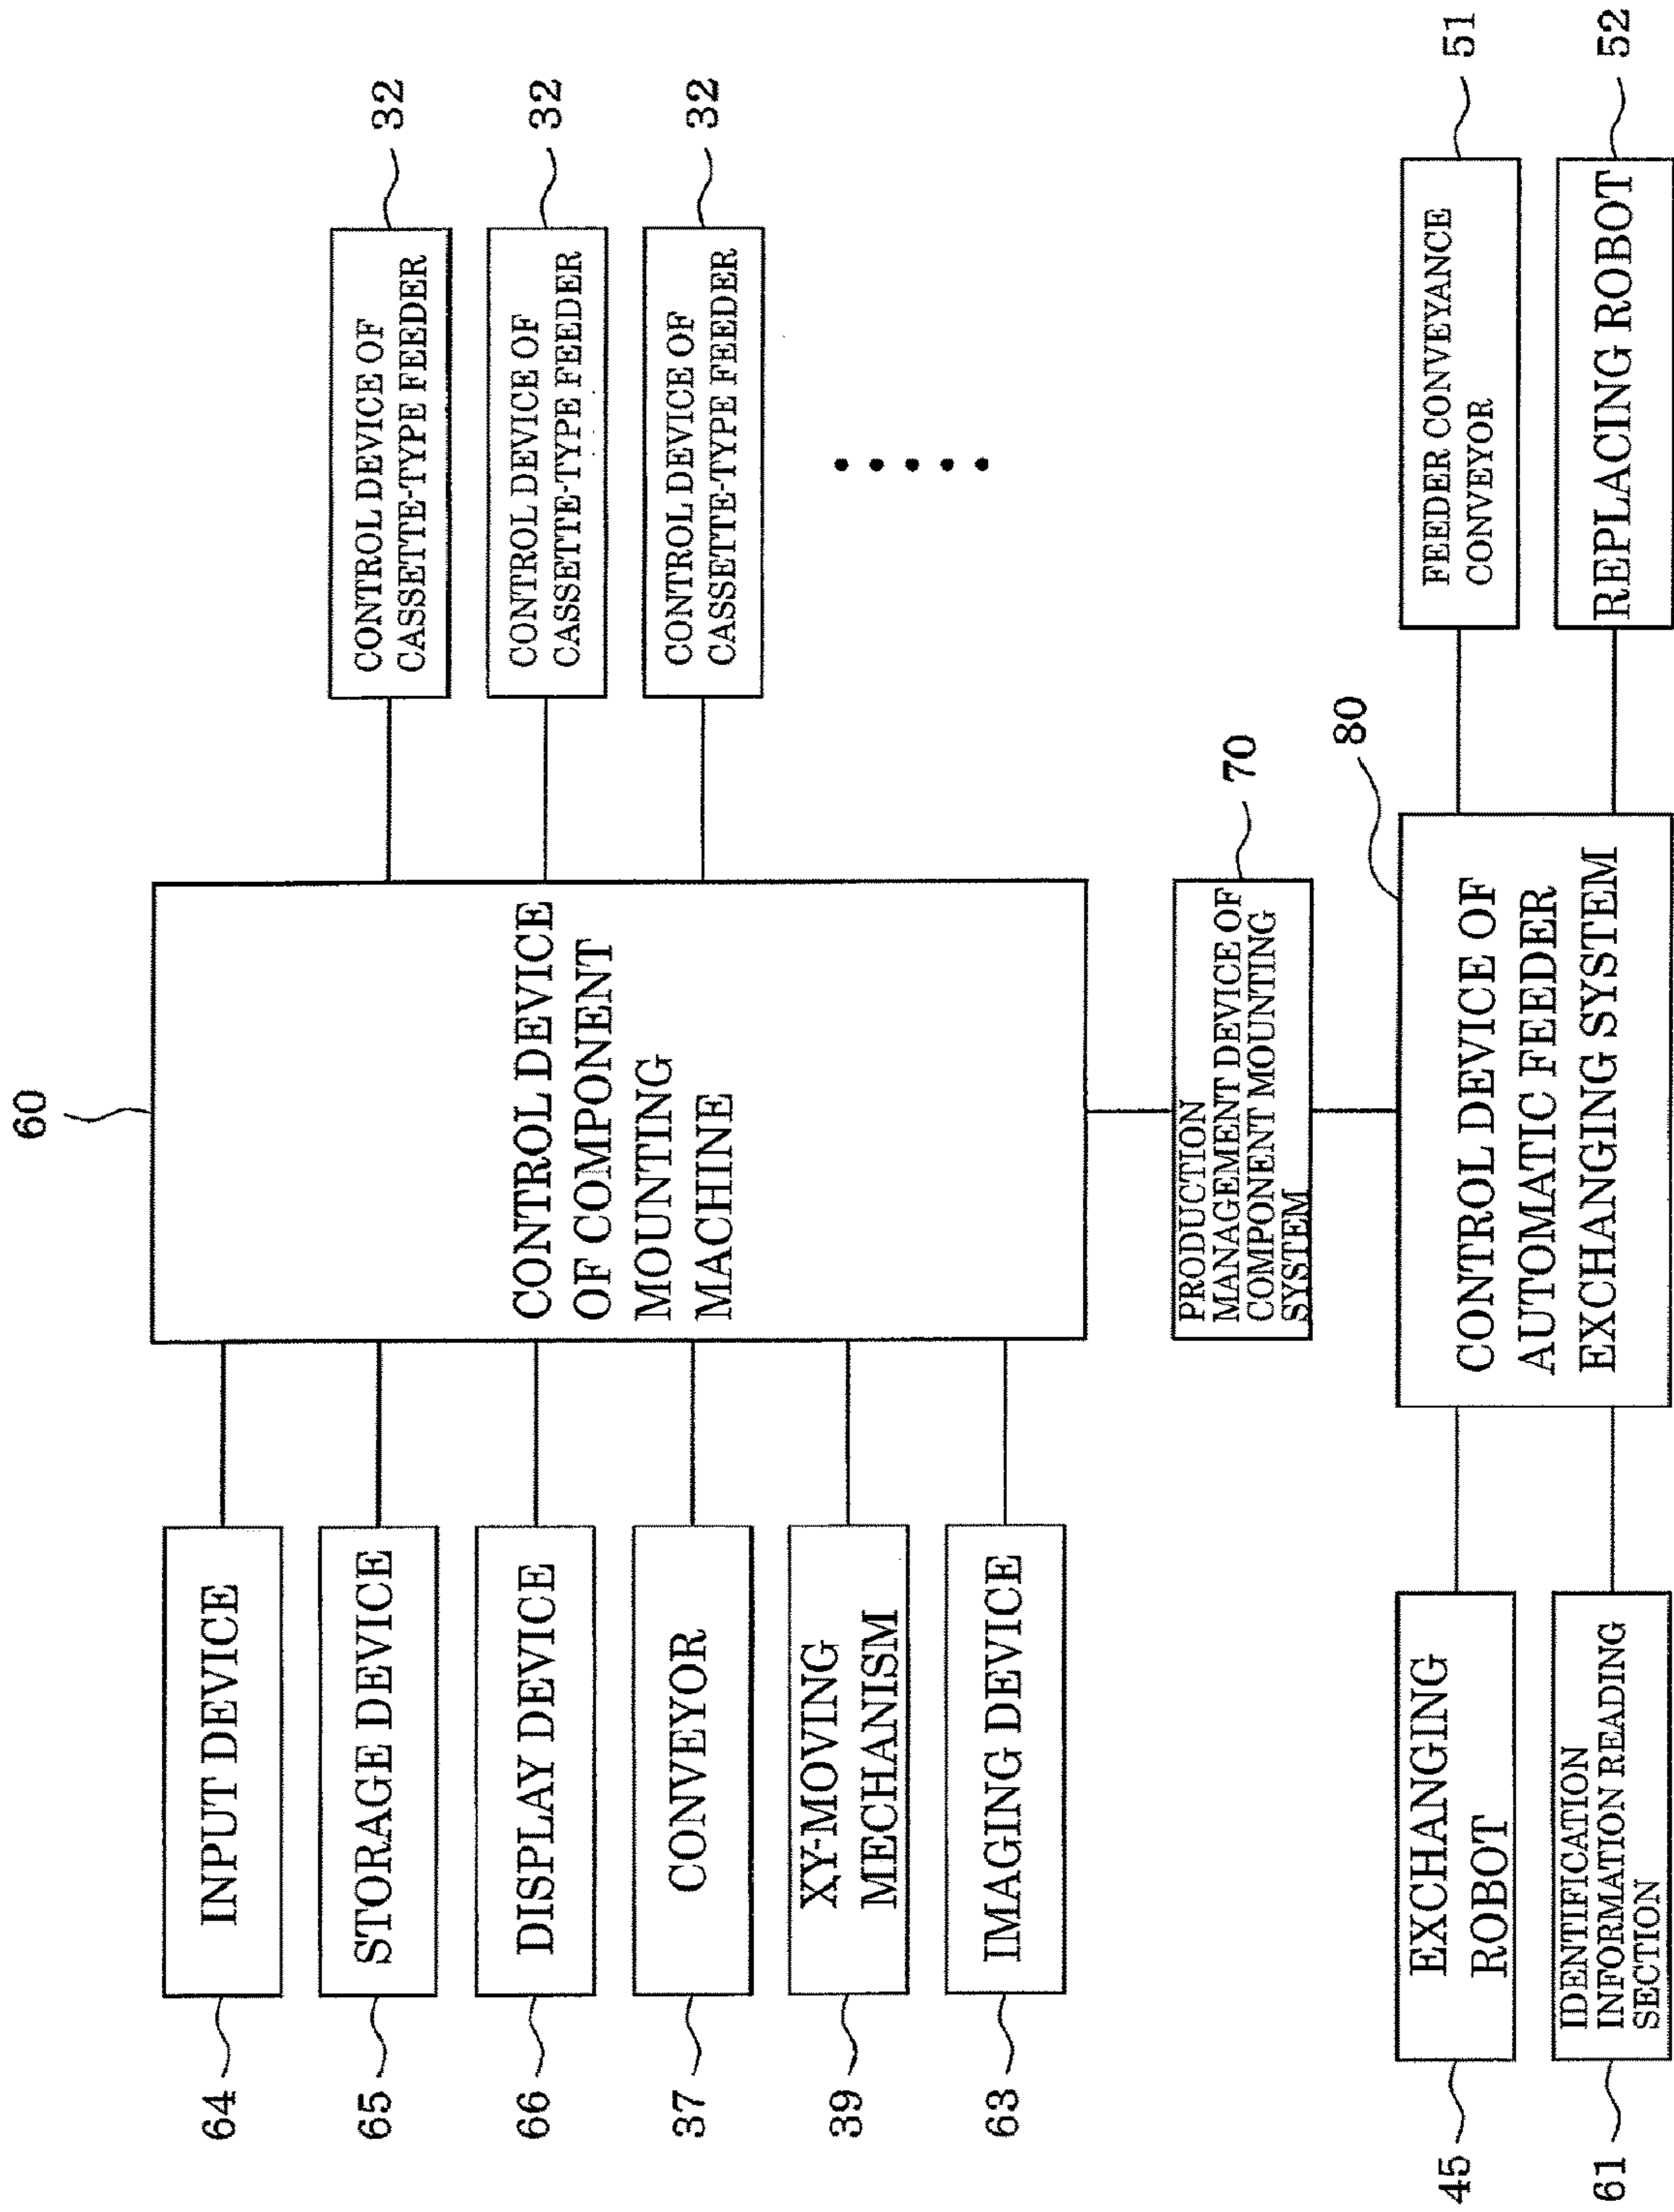 60
64
INPUT DEVICE
65
STORAGE DEVICE
66
DISPLAY DEVICE
37
CONVEYOR
39
XY-MOVING
MECHANISM
63
IMAGING DEVICE
CONTROL DEVICE
OF COMPONENT
MOUNTING
MACHINE
CONTROL DEVICE OF
CASSETTE-TYPE FEEDER
32
CONTROL DEVICE OF
CASSETTE-TYPE FEEDER
32
CONTROL DEVICE OF
CASSETTE-TYPE FEEDER
32
PRODUCTION
MANAGEMENT DEVICE OF
COMPONENT MOUNTING
SYSTEM
70
80
45
EXCHANGING
ROBOT
61
IDENTIFICATION
INFORMATION READING
SECTION
CONTROL DEVICE OF
AUTOMATIC FEEDER
EXCHANGING SYSTEM
FEEDER CONVEYANCE
CONVEYOR
51
REPLACING ROBOT
52